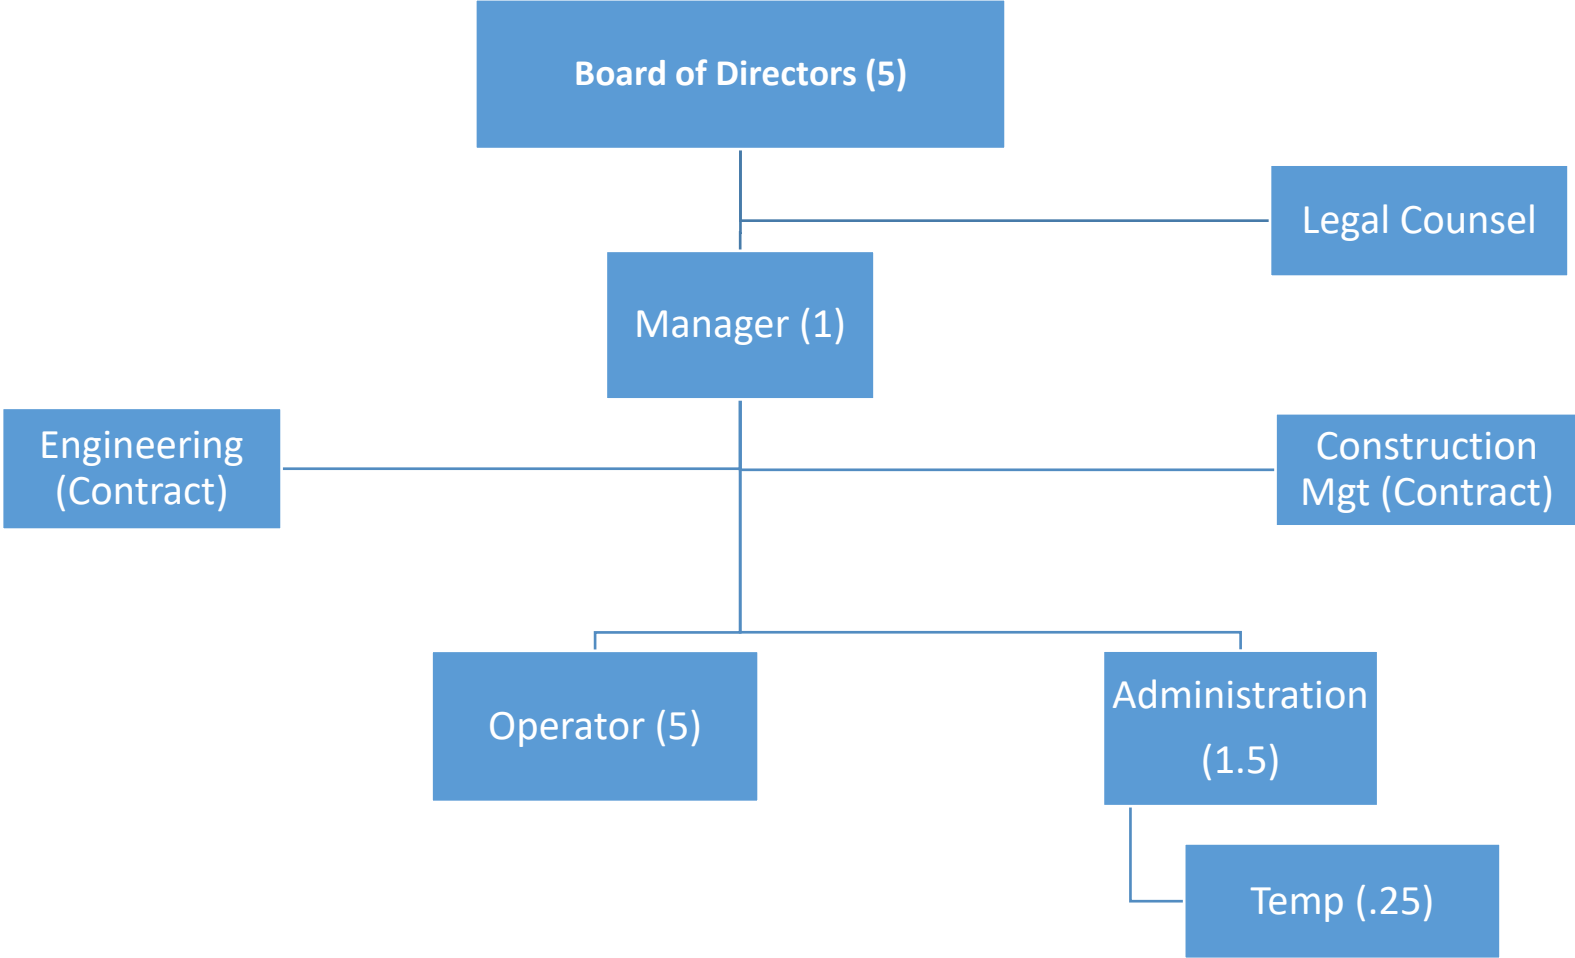 Board of Directors (5)
Legal Counsel
Manager (1)
Engineering
(Contract)
Construction
Mgt (Contract)
Operator (5)
Administration
(1.5)
Temp (.25)